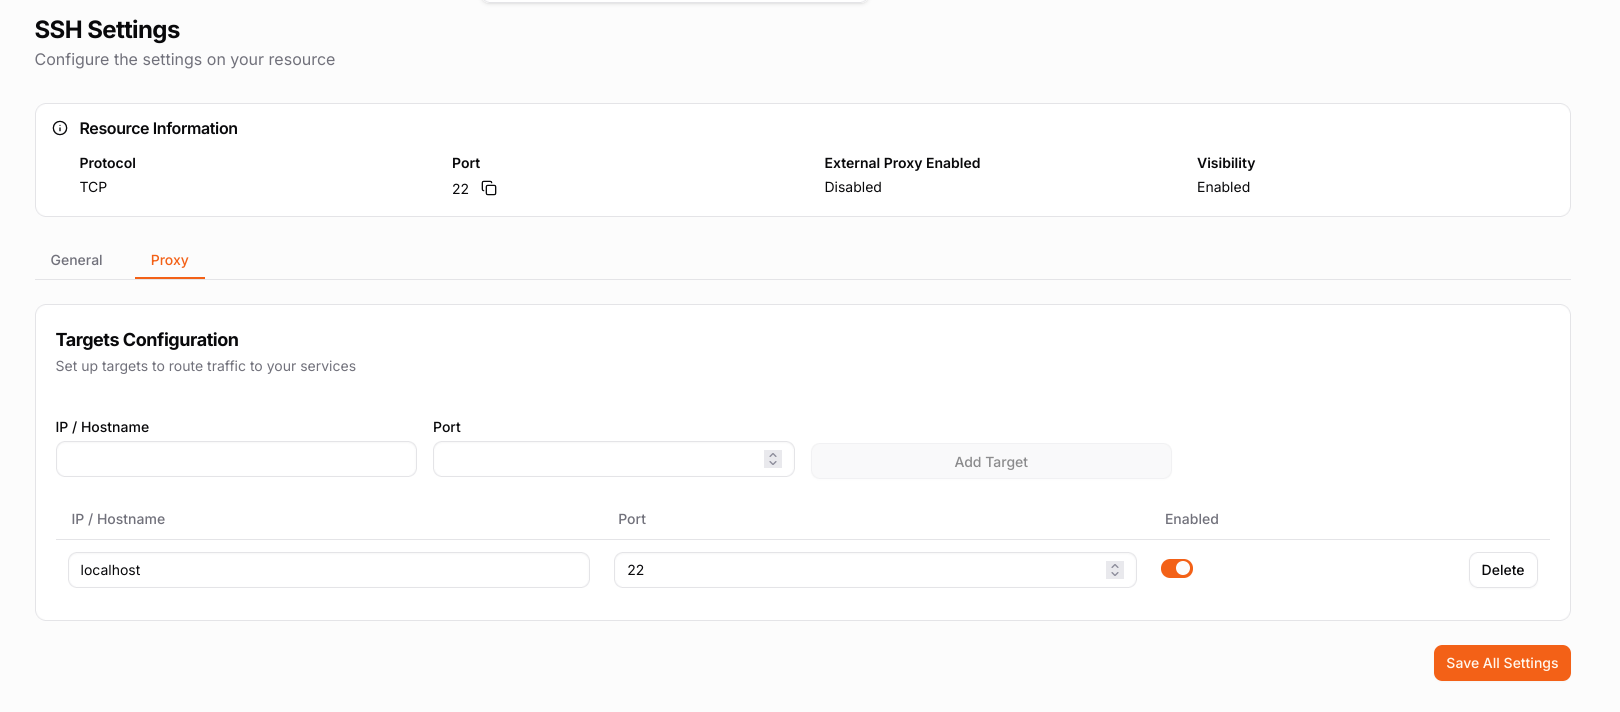 SSH Settings
Configure the settings on your resource
Resource Information
Protocol Port External Proxy Enabled Visibility
TCP 22 Disabled Enabled
General Proxy
Targets Configuration
Set up targets to route traffic to your services
IP / Hostname Port
Add Target
IP / Hostname Port Enabled
localhost 22 Delete
Save All Settings